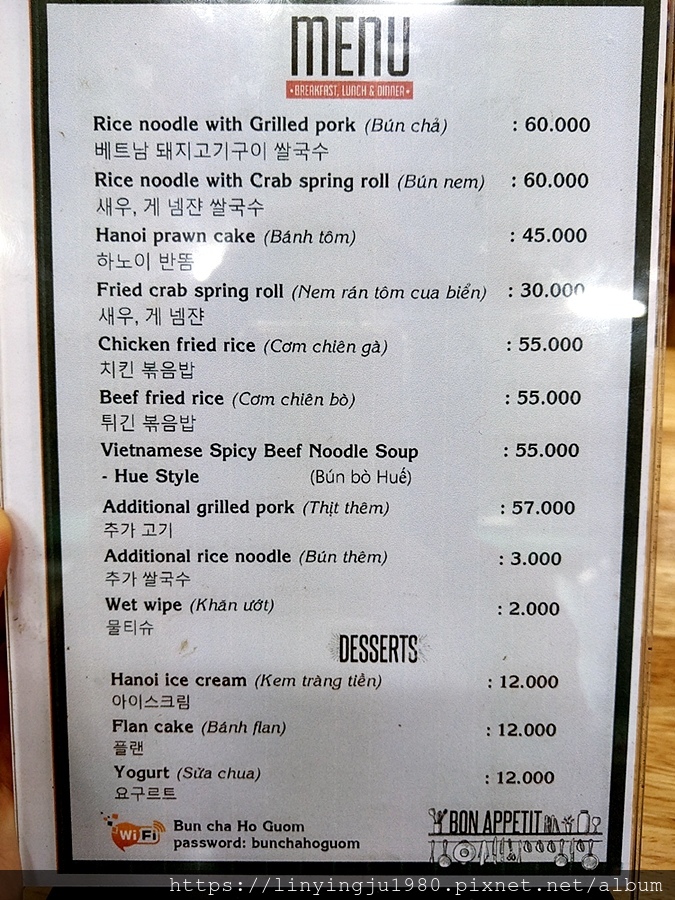 MENU
•BREAKFAST, LUNCH & DINNER•
Rice noodle with Grilled pork (Bún chả) : 60.000
베트남 돼지고기구이 쌀국수
Rice noodle with Crab spring roll (Bún nem) : 60.000
새우, 게 넴쟌 쌀국수
Hanoi prawn cake (Bánh tôm) : 45.000
하노이 반똠
Fried crab spring roll (Nem rán tôm cua biển) : 30.000
새우, 게 넴쟌
Chicken fried rice (Cơm chiên gà) : 55.000
치킨 볶음밥
Beef fried rice (Cơm chiên bò) : 55.000
튀긴 볶음밥
Vietnamese Spicy Beef Noodle Soup : 55.000
- Hue Style (Bún bò Huế)
Additional grilled pork (Thịt thêm) : 57.000
추가 고기
Additional rice noodle (Bún thêm) : 3.000
추가 쌀국수
Wet wipe (Khăn ướt) : 2.000
물티슈
DESSERTS
Hanoi ice cream (Kem tràng tiền) : 12.000
아이스크림
Flan cake (Bánh flan) : 12.000
플랜
Yogurt (Sữa chua) : 12.000
요구르트
WiFi
Bun cha Ho Guom
password: bunchahoguom
BON APPETIT
https://linyingju1980.pixnet.net/album